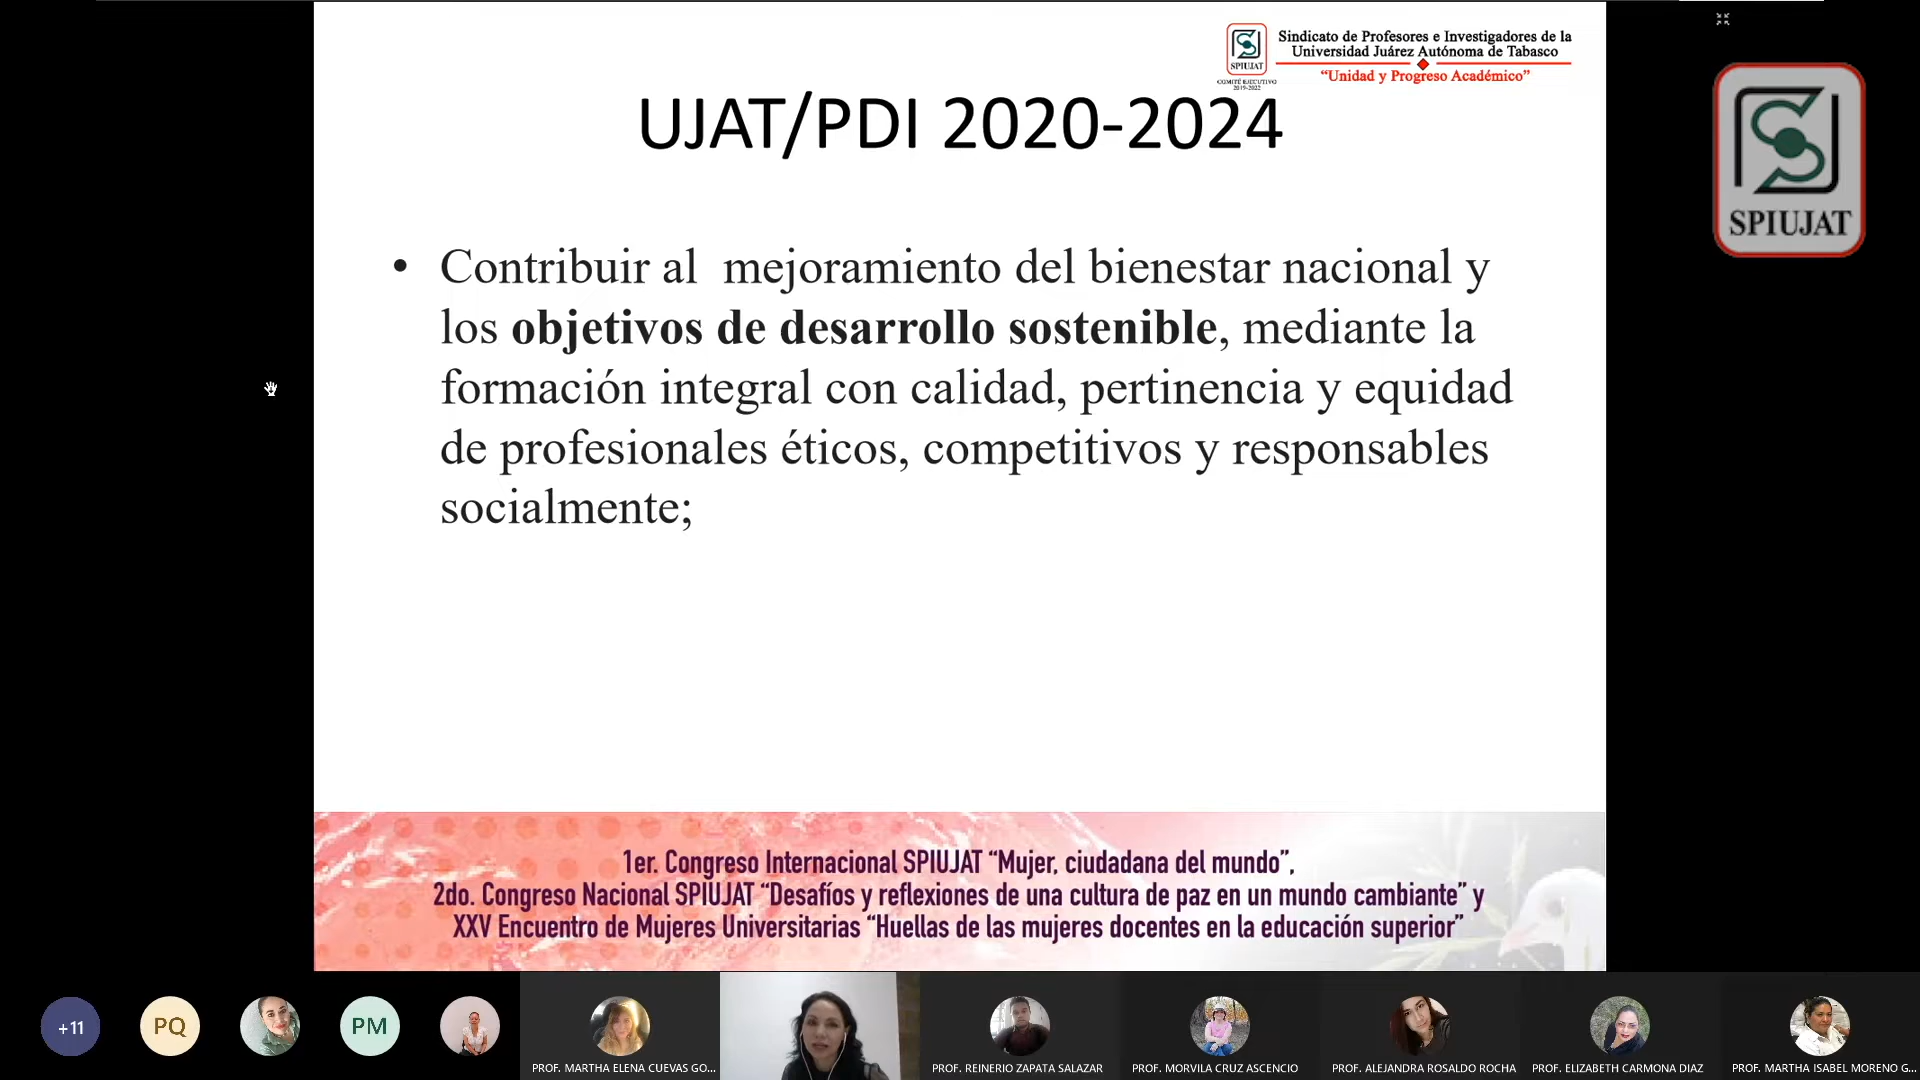 SPIUJAT
COMITÉ EJECUTIVO
2019-2022
Sindicato de Profesores e Investigadores de la
Universidad Juárez Autónoma de Tabasco
“Unidad y Progreso Académico”
UJAT/PDI 2020-2024
SPIUJAT
• Contribuir al mejoramiento del bienestar nacional y
los objetivos de desarrollo sostenible, mediante la
formación integral con calidad, pertinencia y equidad
de profesionales éticos, competitivos y responsables
socialmente;
1er. Congreso Internacional SPIUJAT “Mujer, ciudadana del mundo”,
2do. Congreso Nacional SPIUJAT “Desafíos y reflexiones de una cultura de paz en un mundo cambiante” y
XXV Encuentro de Mujeres Universitarias “Huellas de las mujeres docentes en la educación superior”
+11
PQ
PM
PROF. MARTHA ELENA CUEVAS GO...
PROF. REINERIO ZAPATA SALAZAR
PROF. MORVILA CRUZ ASCENCIO
PROF. ALEJANDRA ROSALDO ROCHA
PROF. ELIZABETH CARMONA DIAZ
PROF. MARTHA ISABEL MORENO G...